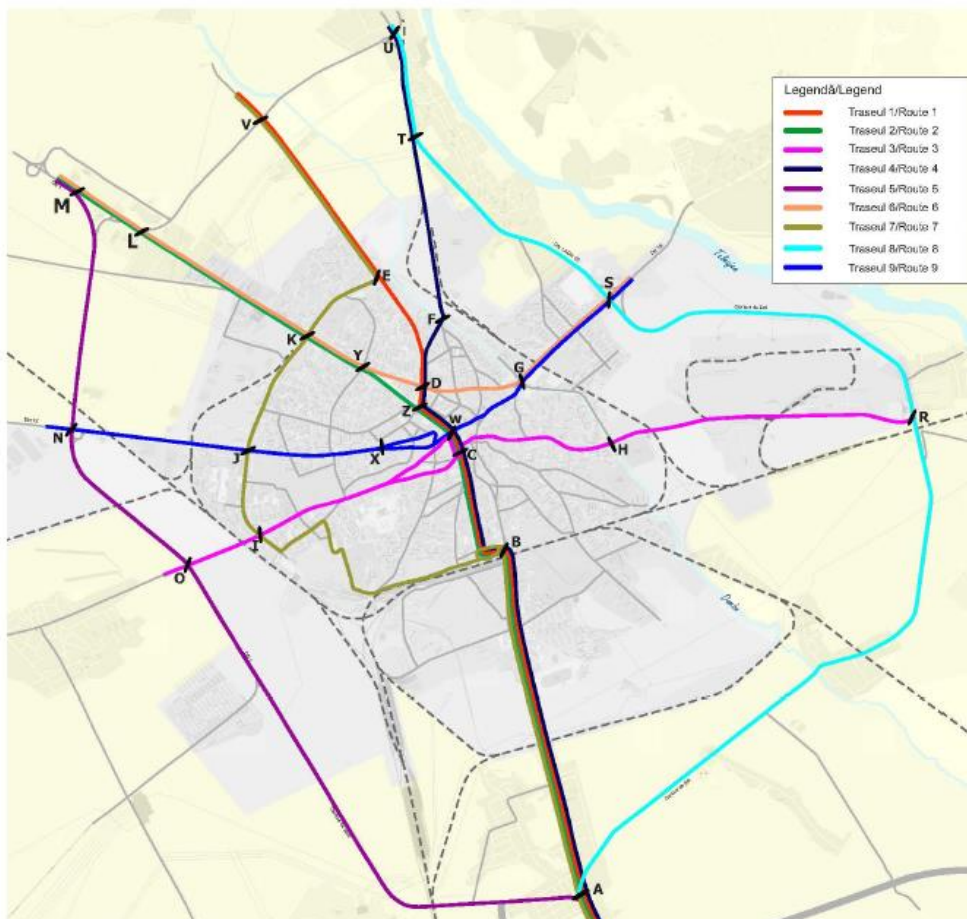 U
V
T
Legendă/Legend
Traseul 1/Route 1
Traseul 2/Route 2
Traseul 3/Route 3
Traseul 4/Route 4
Traseul 5/Route 5
Traseul 6/Route 6
Traseul 7/Route 7
Traseul 8/Route 8
Traseul 9/Route 9
M
L
E
S
Teleajen
F
K
Y
G
D
Z
W
R
N
J
X
C
H
I
B
O
Dambu
A